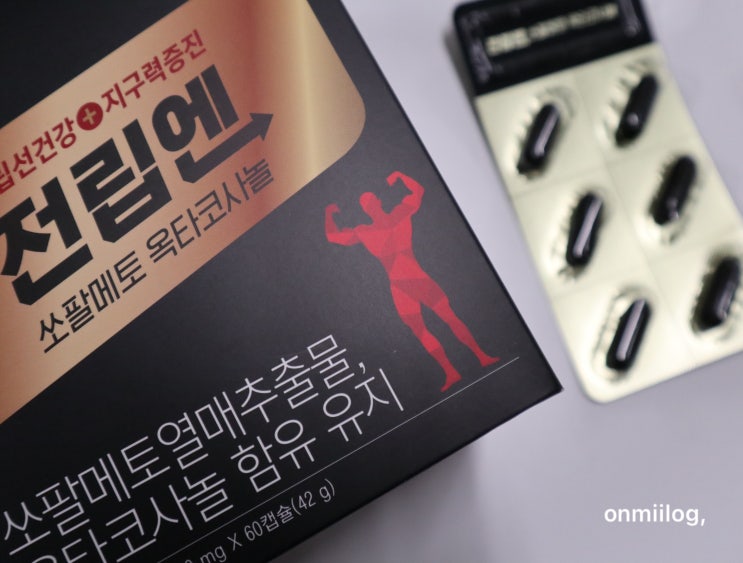 립선건강+지구력증진
전립엔
쏘팔메토 옥타코사놀
쏘팔메토열매추출물,
옥타코사놀 함유 유지
mg X 60캡슐(42 g)
onmiilog,